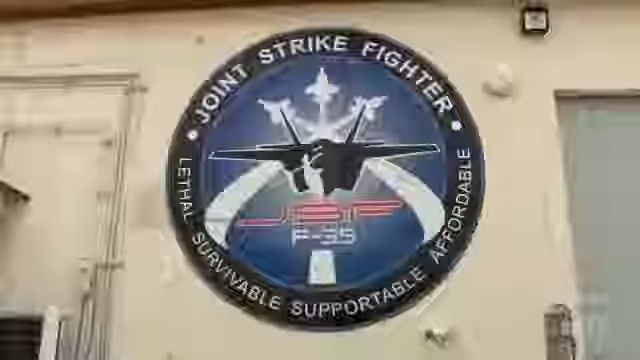 • JOINT STRIKE FIGHTER •
LETHAL SURVIVABLE SUPPORTABLE AFFORDABLE
JSF
F-35